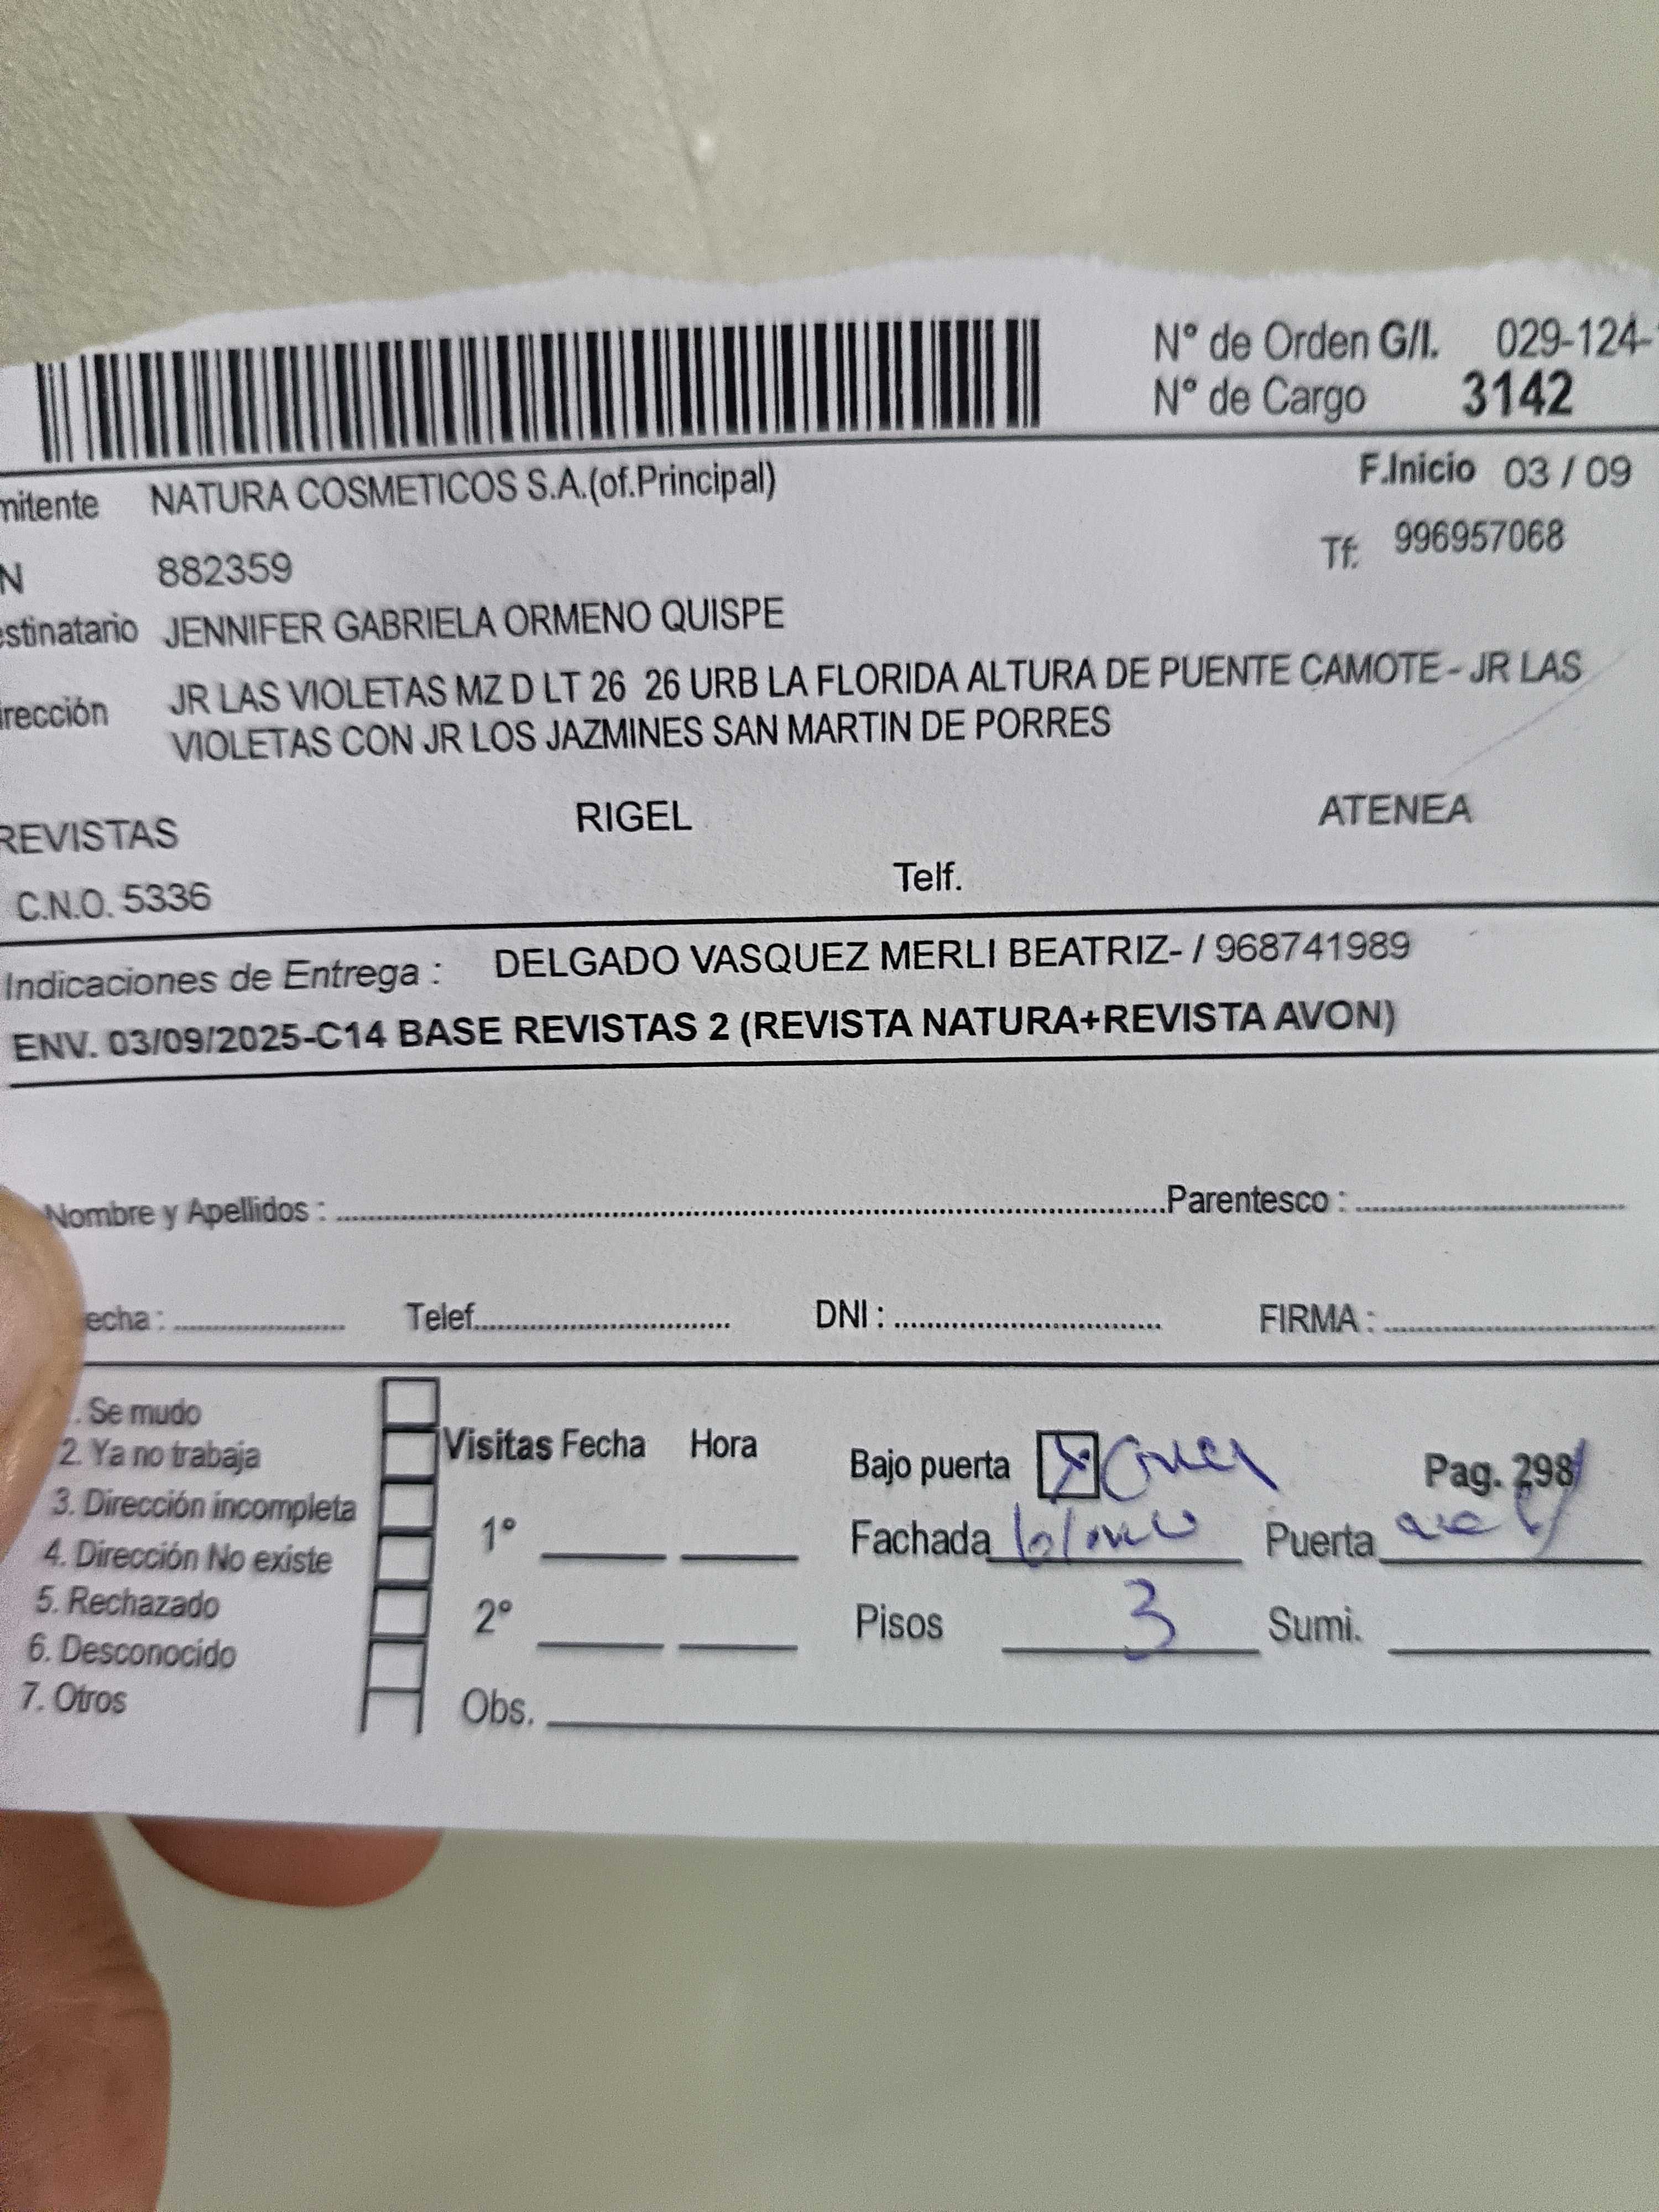 Nº de Orden G/I. 029-124-
Nº de Cargo 3142
mitente NATURA COSMETICOS S.A.(of.Principal) F.Inicio 03 / 09
N 882359 Tf: 996957068
estinatario JENNIFER GABRIELA ORMENO QUISPE
irección JR LAS VIOLETAS MZ D LT 26 26 URB LA FLORIDA ALTURA DE PUENTE CAMOTE - JR LAS
VIOLETAS CON JR LOS JAZMINES SAN MARTIN DE PORRES
REVISTAS RIGEL ATENEA
C.N.O. 5336 Telf.
Indicaciones de Entrega : DELGADO VASQUEZ MERLI BEATRIZ- / 968741989
ENV. 03/09/2025-C14 BASE REVISTAS 2 (REVISTA NATURA+REVISTA AVON)
Nombre y Apellidos : Parentesco :
echa : Telef. DNI : FIRMA :
. Se mudo
2. Ya no trabaja Visitas Fecha Hora Bajo puerta X Pag. 298
3. Dirección incompleta
4. Dirección No existe 1° Fachada blanco Puerta
5. Rechazado 2° Pisos 3 Sumi.
6. Desconocido
7. Otros Obs.